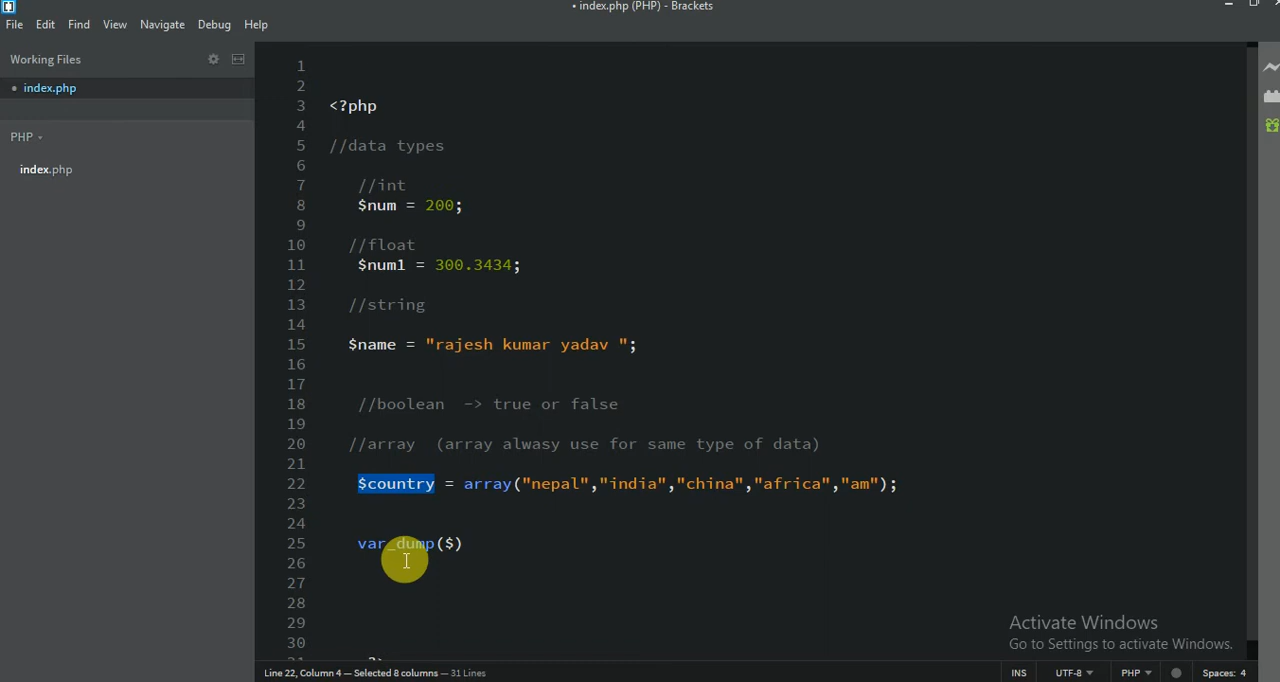 • index.php (PHP) - Brackets
File Edit Find View Navigate Debug Help
Working Files
• index.php
PHP
index.php
1
2
3 <?php
4
5 //data types
6
7 //int
8 $num = 200;
9
10 //float
11 $num1 = 300.3434;
12
13 //string
14
15 $name = "rajesh kumar yadav ";
16
17
18 //boolean -> true or false
19
20 //array (array alwasy use for same type of data)
21
22 $country = array("nepal","india","china","africa","am");
23
24
25 var_dump($)
26
27
28
29
30
31 ?>
Activate Windows
Go to Settings to activate Windows.
Line 22, Column 4 — Selected 8 columns — 31 Lines INS UTF-8 PHP Spaces: 4